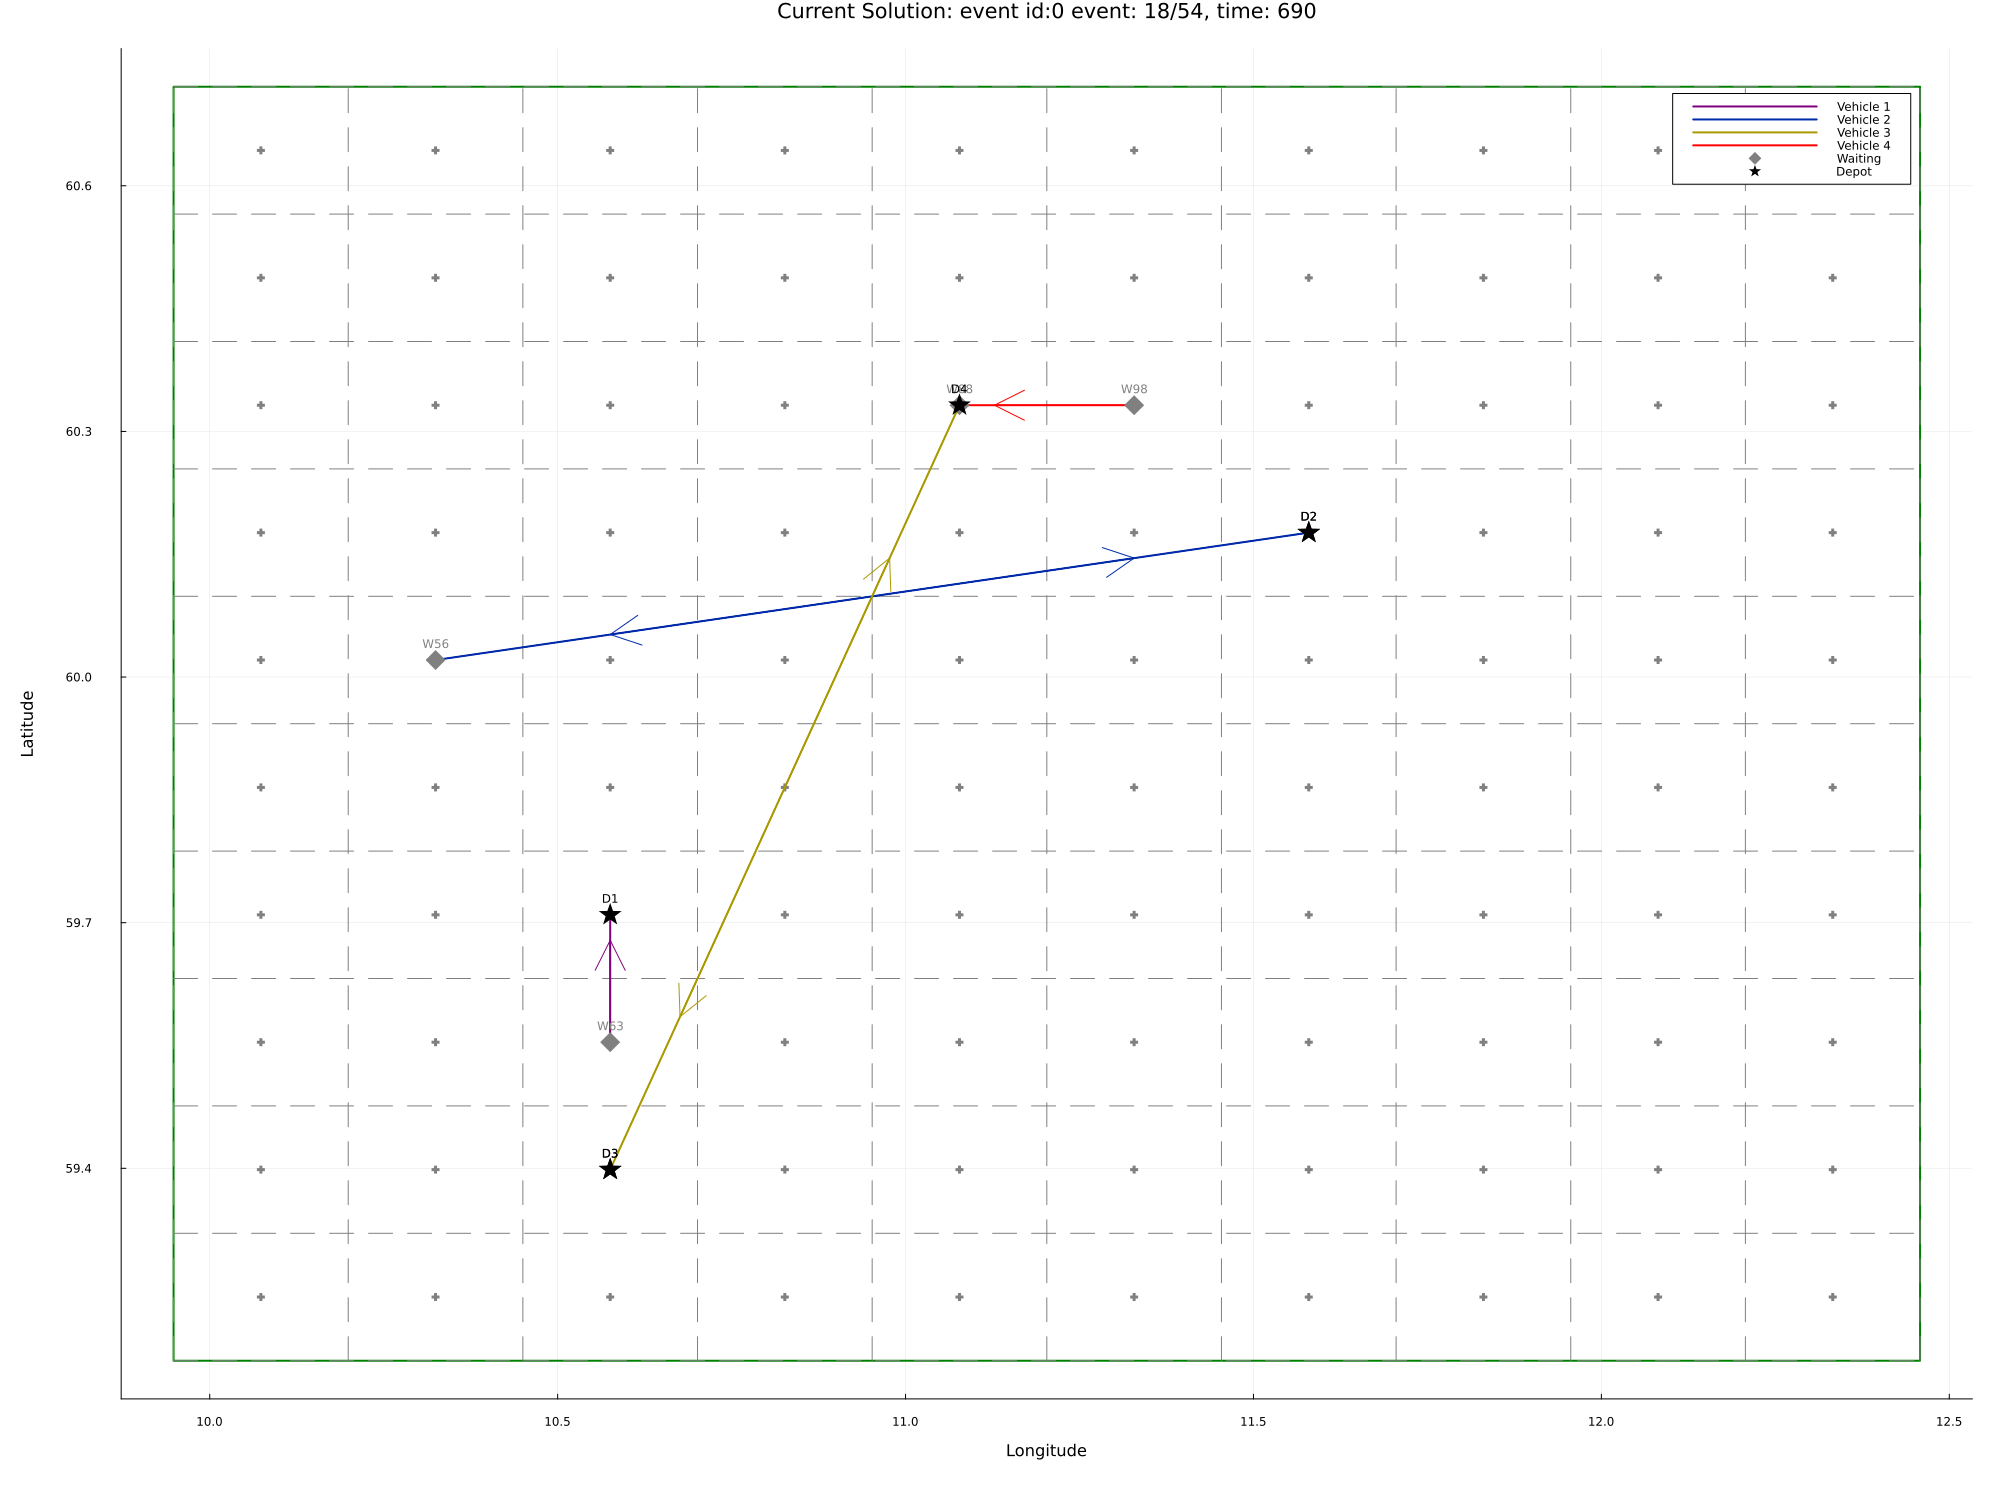 Current Solution: event id:0 event: 18/54, time: 690
Vehicle 1
Vehicle 2
Vehicle 3
Vehicle 4
Waiting
Depot
60.6
60.3
60.0
59.7
59.4
Latitude
D4
W98
D2
W56
D1
W63
D3
10.0
10.5
11.0
11.5
12.0
12.5
Longitude